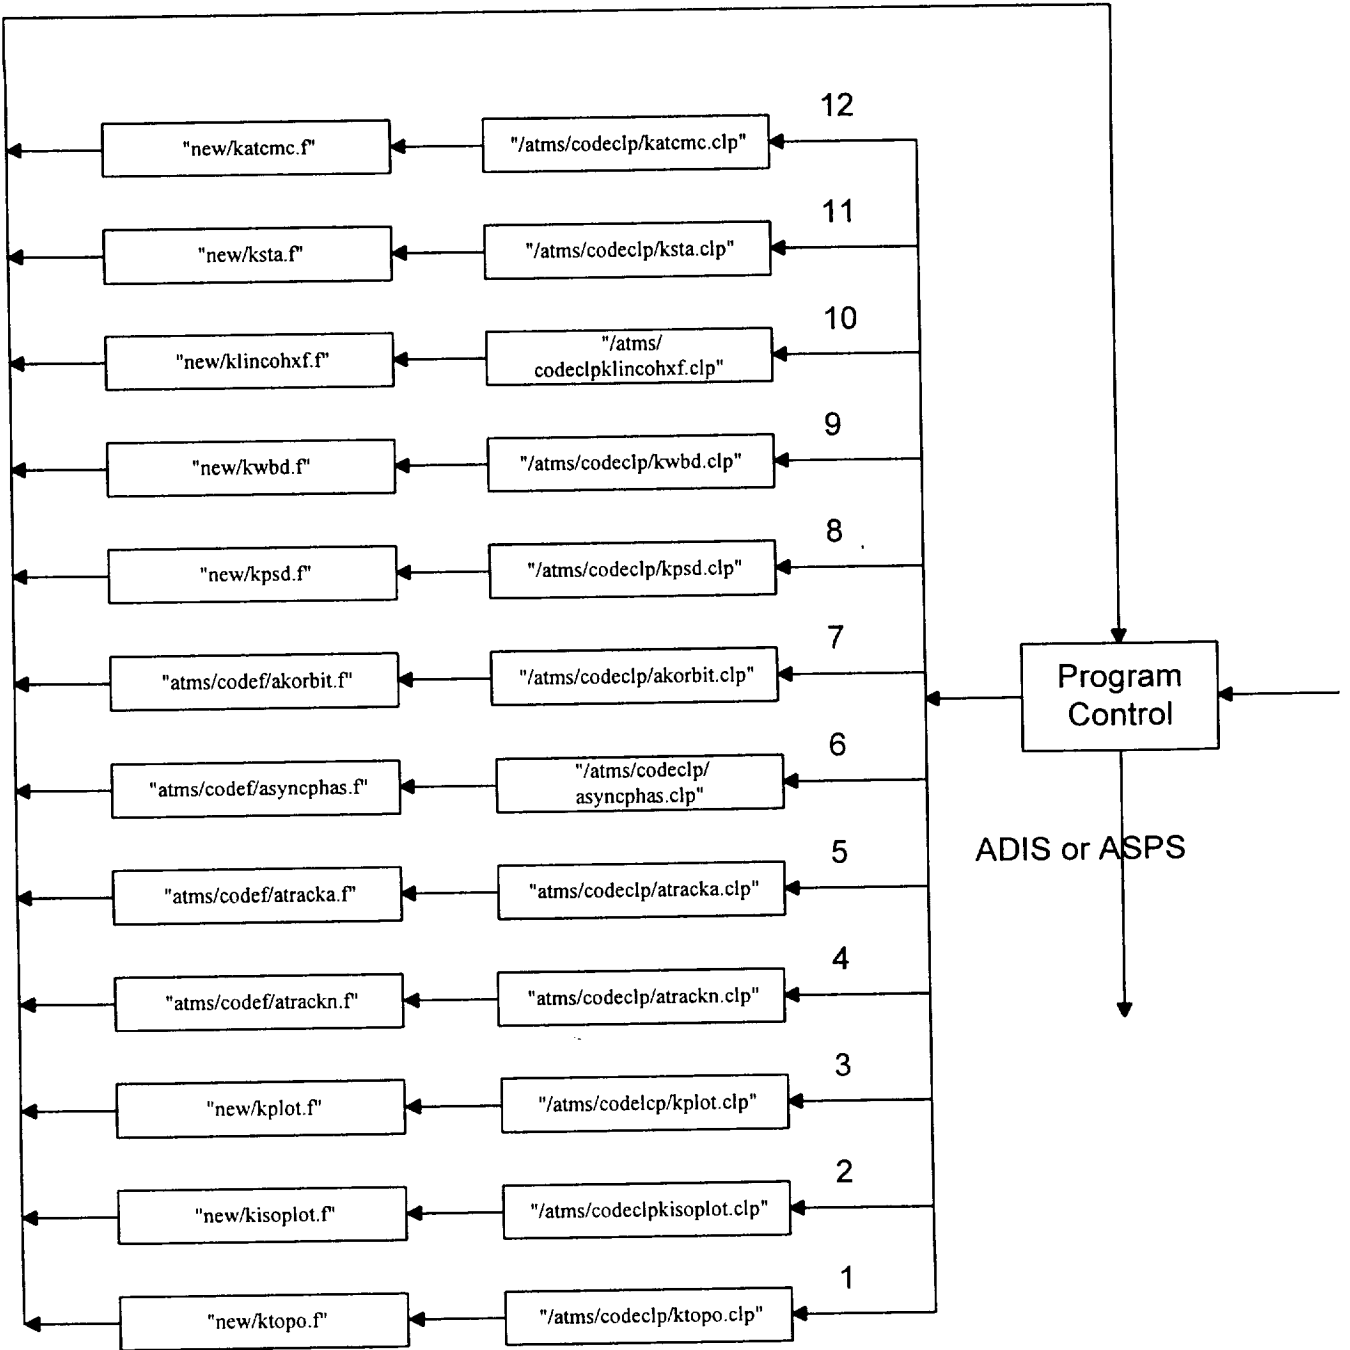 12
"new/katcmc.f"
"/atms/codeclp/katcmc.clp"
11
"new/ksta.f"
"/atms/codeclp/ksta.clp"
10
"new/klincohxf.f"
"/atms/
codeclpklincohxf.clp"
9
"new/kwbd.f"
"/atms/codeclp/kwbd.clp"
8
"new/kpsd.f"
"/atms/codeclp/kpsd.clp"
7
"atms/codef/akorbit.f"
"/atms/codeclp/akorbit.clp"
Program
Control
6
"atms/codef/asyncphas.f"
"/atms/codeclp/
asyncphas.clp"
ADIS or ASPS
5
"atms/codef/atracka.f"
"atms/codeclp/atracka.clp"
4
"atms/codef/atrackn.f"
"atms/codeclp/atrackn.clp"
3
"new/kplot.f"
"/atms/codelcp/kplot.clp"
2
"new/kisoplot.f"
"/atms/codeclpkisoplot.clp"
1
"new/ktopo.f"
"/atms/codeclp/ktopo.clp"